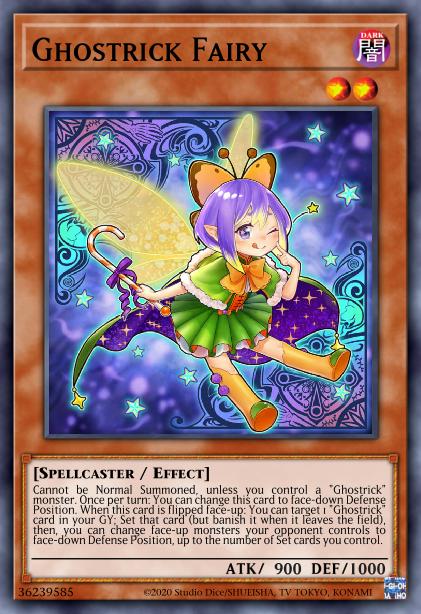 Ghostrick Fairy
DARK
闇
[Spellcaster / Effect]
Cannot be Normal Summoned, unless you control a "Ghostrick"
monster. Once per turn: You can change this card to face-down Defense
Position. When this card is flipped face-up: You can target 1 "Ghostrick"
card in your GY; Set that card (but banish it when it leaves the field),
then, you can change face-up monsters your opponent controls to
face-down Defense Position, up to the number of Set cards you control.
ATK/ 900 DEF/1000
36239585
©2020 Studio Dice/SHUEISHA, TV TOKYO, KONAMI